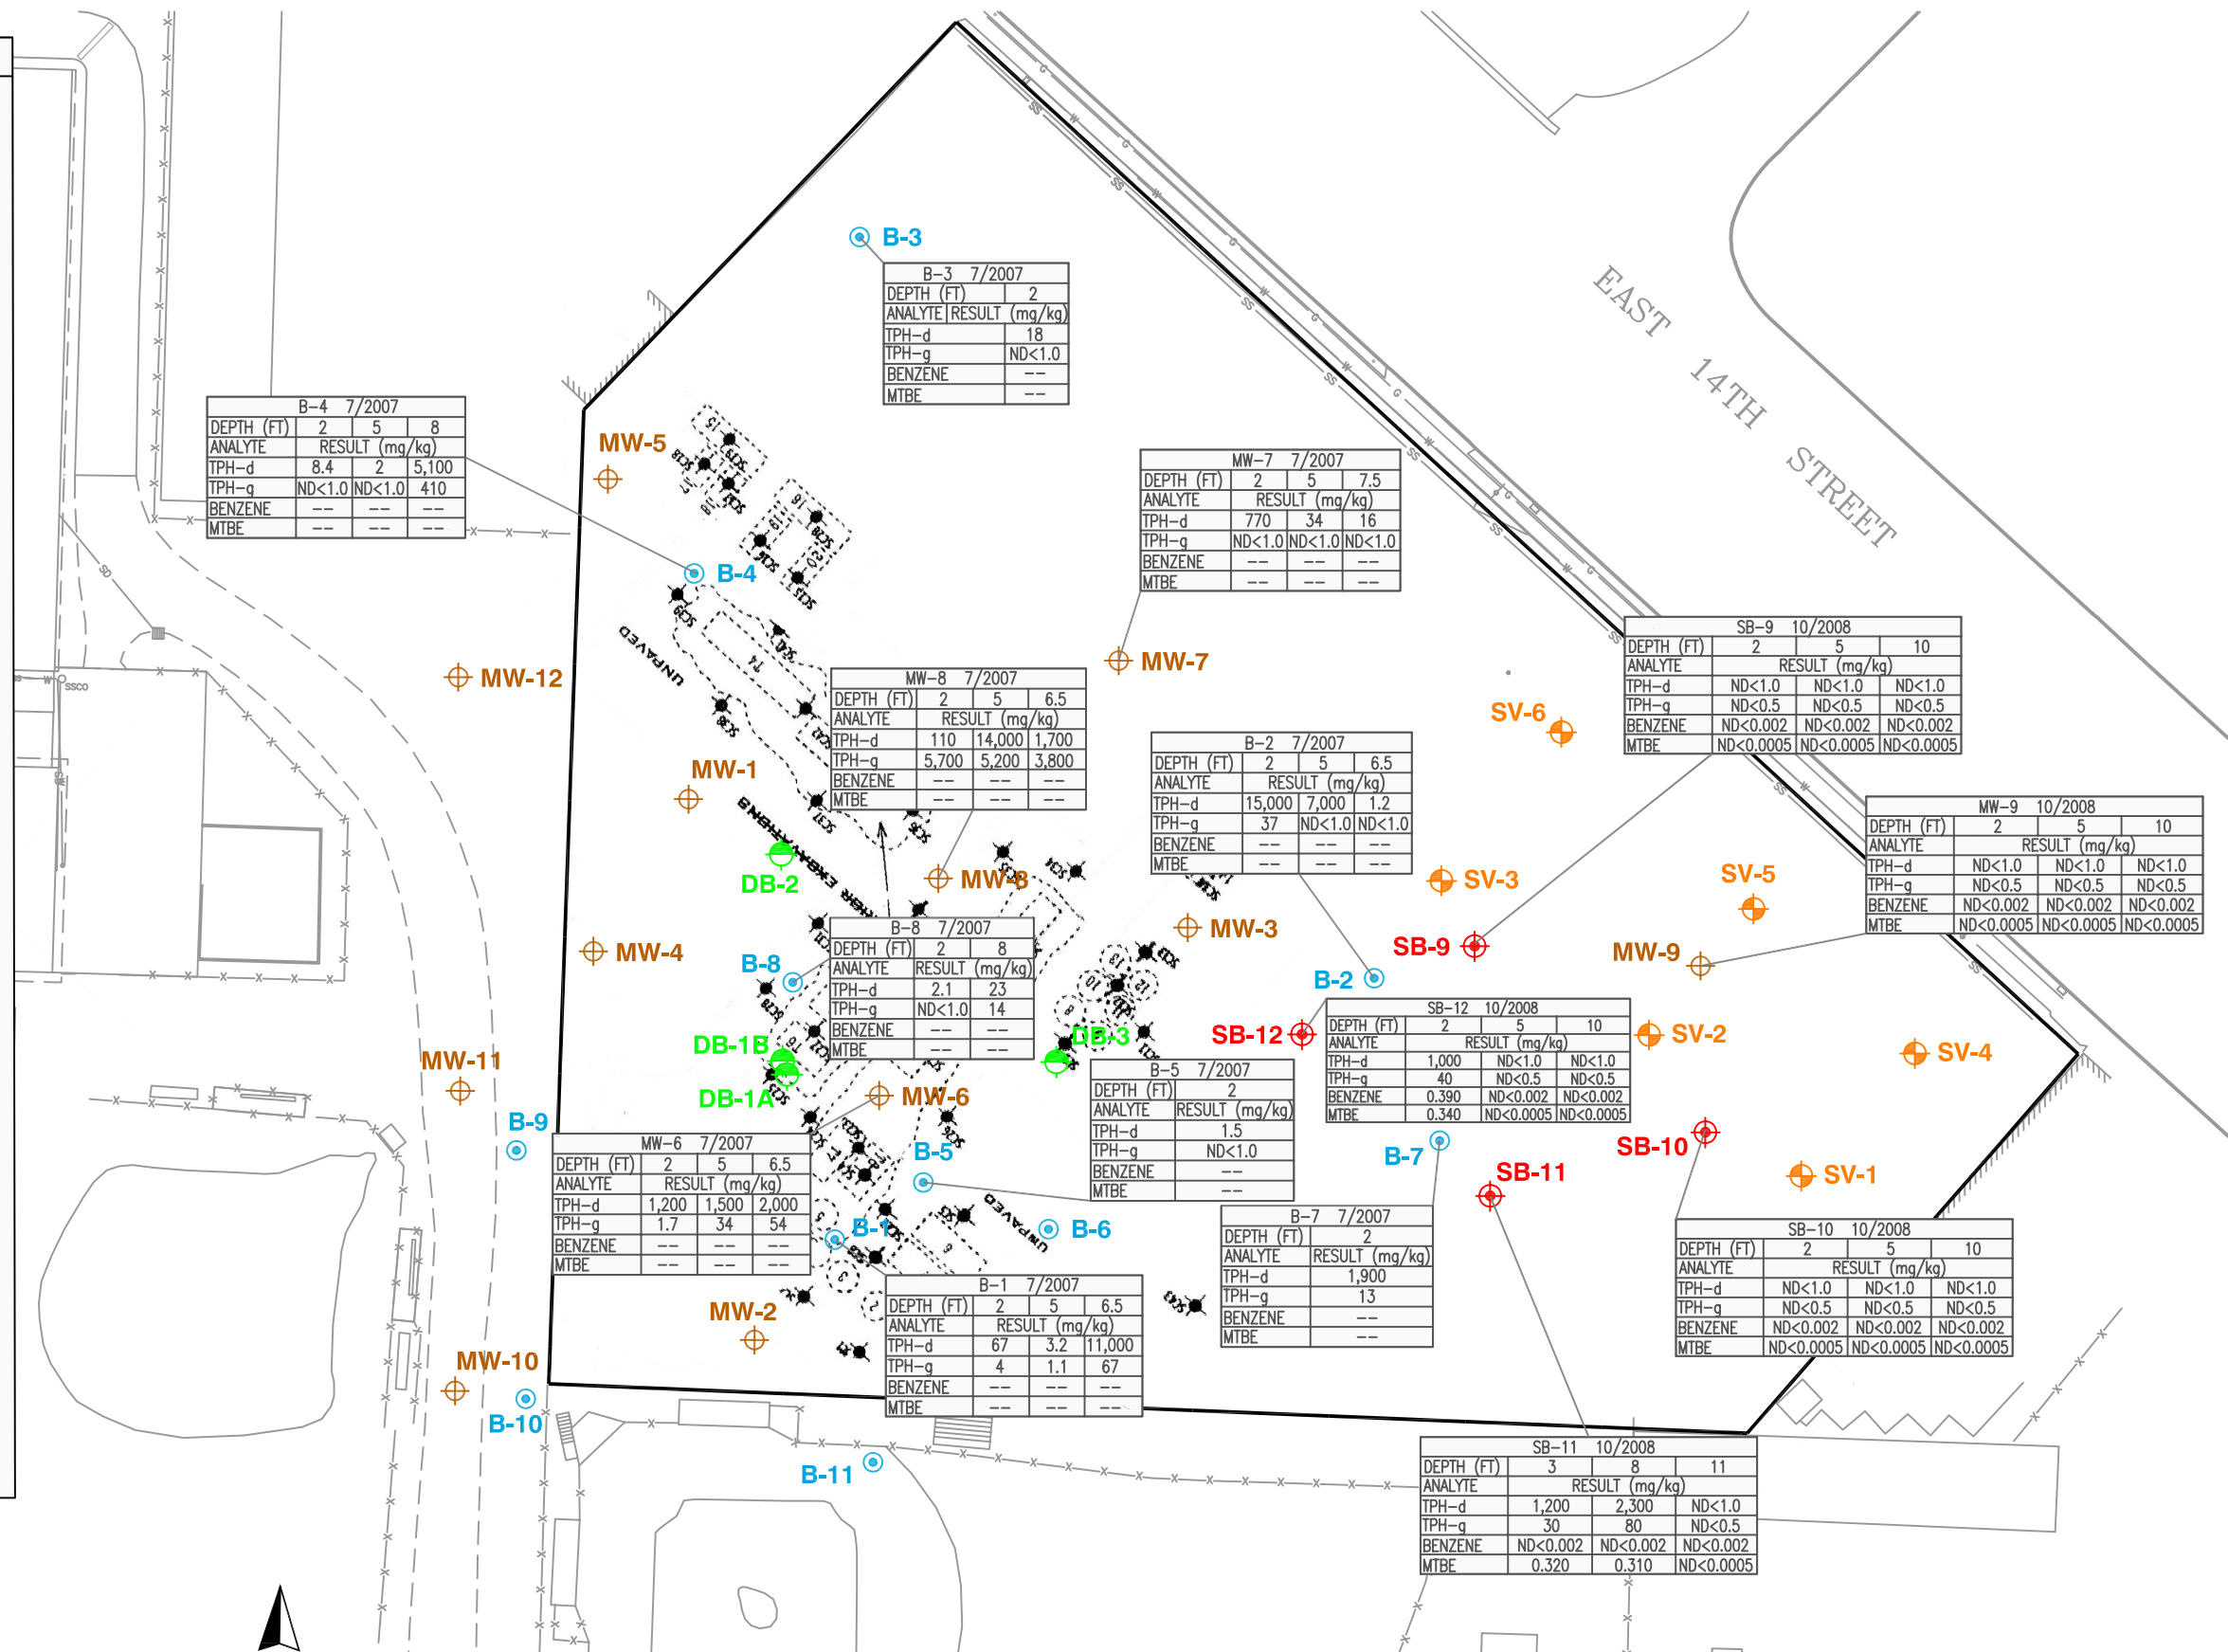 B-3
B-3 7/2007
DEPTH (FT) 2
ANALYTE RESULT (mg/kg)
TPH-d 18
TPH-g ND<1.0
BENZENE --
MTBE --
EAST 14TH STREET
B-4 7/2007
DEPTH (FT) 2 5 8
ANALYTE RESULT (mg/kg)
TPH-d 8.4 2 5,100
TPH-g ND<1.0 ND<1.0 410
BENZENE -- -- --
MTBE -- -- --
MW-5
B-4
MW-7 7/2007
DEPTH (FT) 2 5 7.5
ANALYTE RESULT (mg/kg)
TPH-d 770 34 16
TPH-g ND<1.0 ND<1.0 ND<1.0
BENZENE -- -- --
MTBE -- -- --
15
SC18
SC19
16
SC20
19
20
SC39
UNPAVED
14
SC38
SC37
SD
SSCO
MW-12
MW-7
MW-8 7/2007
DEPTH (FT) 2 5 6.5
ANALYTE RESULT (mg/kg)
TPH-d 110 14,000 1,700
TPH-g 5,700 5,200 3,800
BENZENE -- -- --
MTBE -- -- --
SB-9 10/2008
DEPTH (FT) 2 5 10
ANALYTE RESULT (mg/kg)
TPH-d ND<1.0 ND<1.0 ND<1.0
TPH-g ND<0.5 ND<0.5 ND<0.5
BENZENE ND<0.002 ND<0.002 ND<0.002
MTBE ND<0.0005 ND<0.0005 ND<0.0005
SV-6
MW-1
B-2 7/2007
DEPTH (FT) 2 5 6.5
ANALYTE RESULT (mg/kg)
TPH-d 15,000 7,000 1.2
TPH-g 37 ND<1.0 ND<1.0
BENZENE -- -- --
MTBE -- -- --
MW-9 10/2008
DEPTH (FT) 2 5 10
ANALYTE RESULT (mg/kg)
TPH-d ND<1.0 ND<1.0 ND<1.0
TPH-g ND<0.5 ND<0.5 ND<0.5
BENZENE ND<0.002 ND<0.002 ND<0.002
MTBE ND<0.0005 ND<0.0005 ND<0.0005
DB-2
MW-8
SC35
SC34
SV-3
SV-5
MW-4
MW-3
SB-9
MW-9
B-8
B-8 7/2007
DEPTH (FT) 2 8
ANALYTE RESULT (mg/kg)
TPH-d 2.1 23
TPH-g ND<1.0 14
BENZENE -- --
MTBE -- --
B-2
13
10
12
8
SC28
DB-1B
DB-1A
DB-3
SB-12
SB-12 10/2008
DEPTH (FT) 2 5 10
ANALYTE RESULT (mg/kg)
TPH-d 1,000 ND<1.0 ND<1.0
TPH-g 40 ND<0.5 ND<0.5
BENZENE 0.390 ND<0.002 ND<0.002
MTBE 0.340 ND<0.0005 ND<0.0005
SV-2
SV-4
MW-11
MW-6
B-5 7/2007
DEPTH (FT) 2
ANALYTE RESULT (mg/kg)
TPH-d 1.5
TPH-g ND<1.0
BENZENE --
MTBE --
B-9
SC26
B-5
B-7
SB-10
SB-11
SV-1
MW-6 7/2007
DEPTH (FT) 2 5 6.5
ANALYTE RESULT (mg/kg)
TPH-d 1,200 1,500 2,000
TPH-g 1.7 34 54
BENZENE -- -- --
MTBE -- -- --
B-1
UNPAVED
B-6
5
6
3
2
B-7 7/2007
DEPTH (FT) 2
ANALYTE RESULT (mg/kg)
TPH-d 1,900
TPH-g 13
BENZENE --
MTBE --
SB-10 10/2008
DEPTH (FT) 2 5 10
ANALYTE RESULT (mg/kg)
TPH-d ND<1.0 ND<1.0 ND<1.0
TPH-g ND<0.5 ND<0.5 ND<0.5
BENZENE ND<0.002 ND<0.002 ND<0.002
MTBE ND<0.0005 ND<0.0005 ND<0.0005
MW-2
SC43
B-1 7/2007
DEPTH (FT) 2 5 6.5
ANALYTE RESULT (mg/kg)
TPH-d 67 3.2 11,000
TPH-g 4 1.1 67
BENZENE -- -- --
MTBE -- -- --
MW-10
B-10
B-11
SB-11 10/2008
DEPTH (FT) 3 8 11
ANALYTE RESULT (mg/kg)
TPH-d 1,200 2,300 ND<1.0
TPH-g 30 80 ND<0.5
BENZENE ND<0.002 ND<0.002 ND<0.002
MTBE 0.320 0.310 ND<0.0005